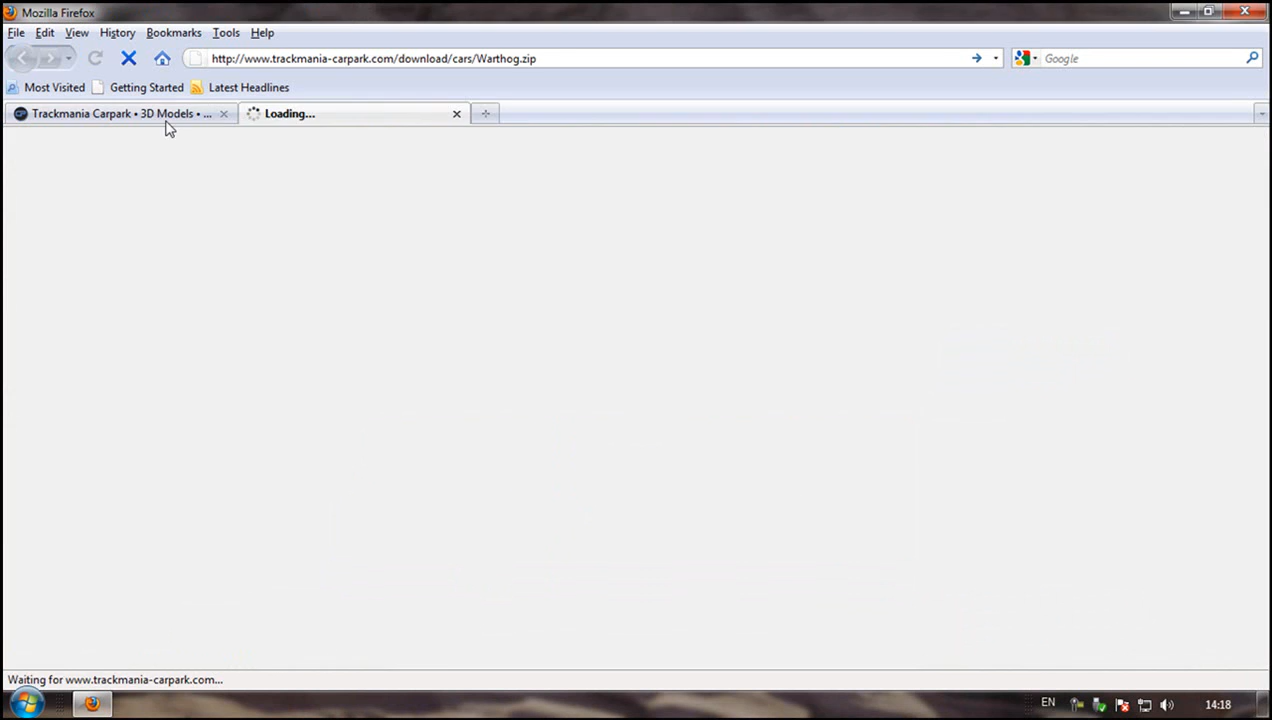 Mozilla Firefox
File Edit View History Bookmarks Tools Help
http://www.trackmania-carpark.com/download/cars/Warthog.zip Google
Most Visited Getting Started Latest Headlines
Trackmania Carpark • 3D Models • ... Loading...
Waiting for www.trackmania-carpark.com...
EN 14:18